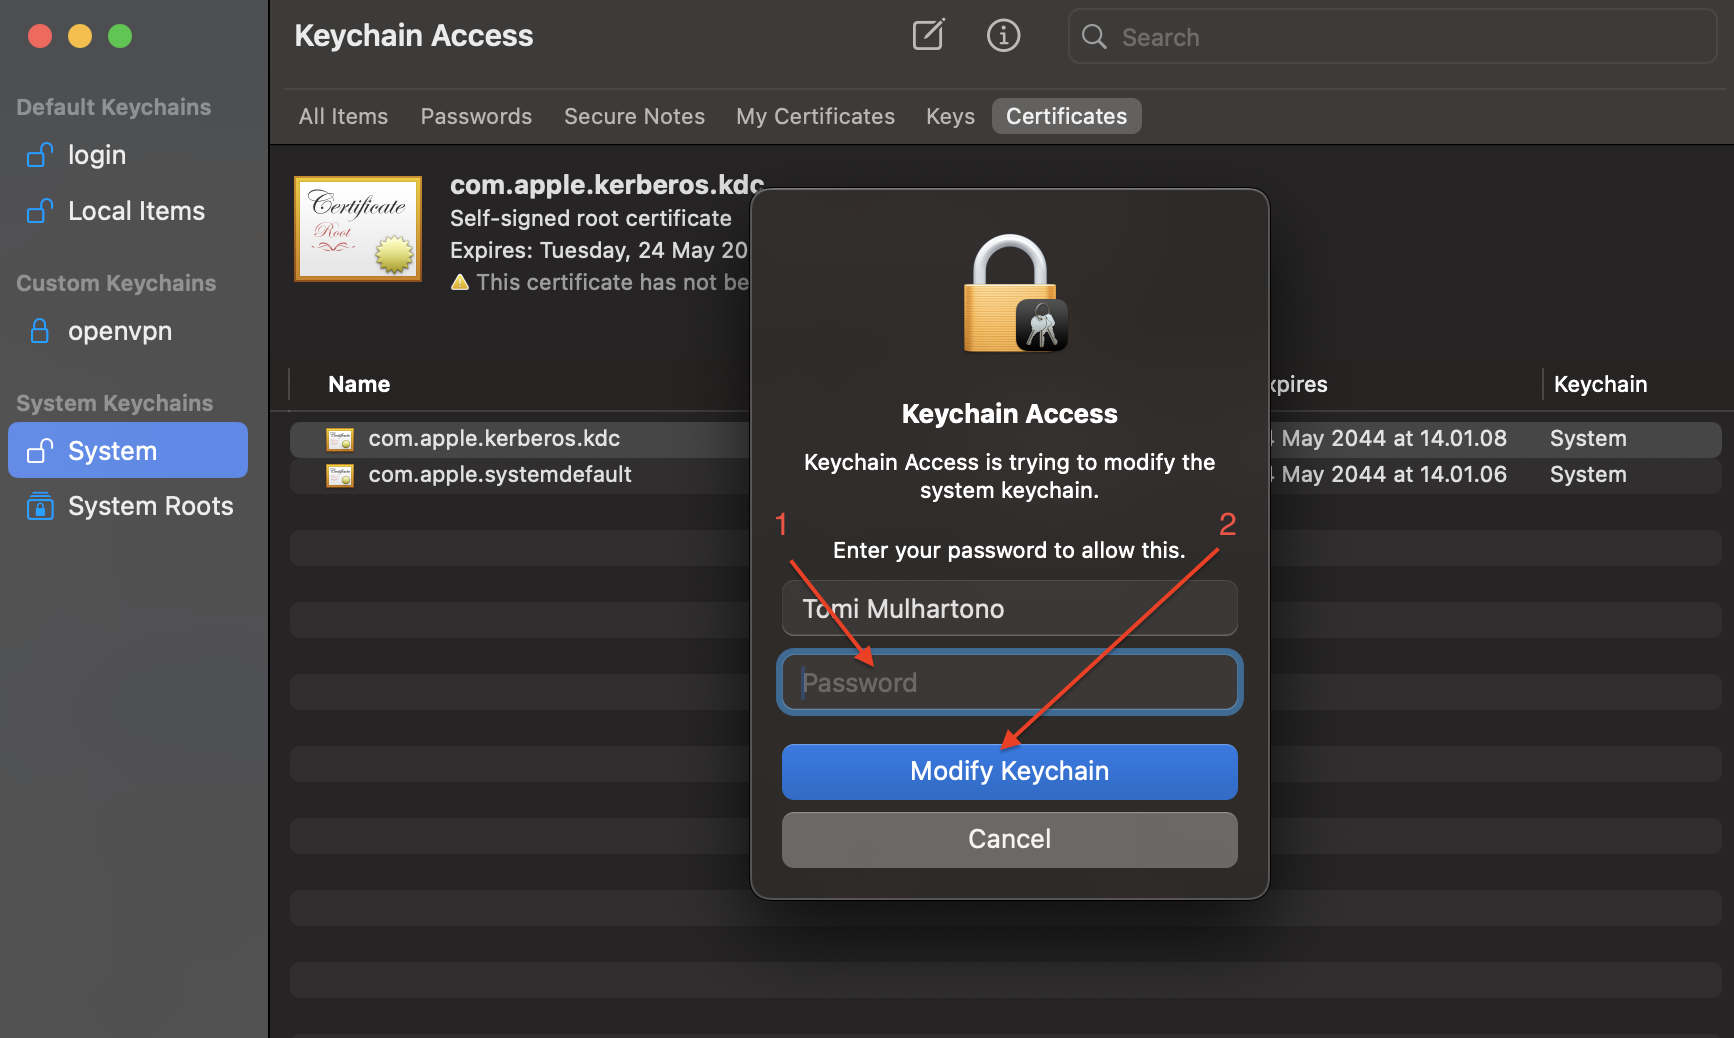 Keychain Access
Search
Default Keychains
login
Local Items
Custom Keychains
openvpn
System Keychains
System
System Roots
All Items
Passwords
Secure Notes
My Certificates
Keys
Certificates
Certificate
Root
com.apple.kerberos.kdc
Self-signed root certificate
Expires: Tuesday, 24 May 20
This certificate has not be
Name
xpires
Keychain
com.apple.kerberos.kdc
May 2044 at 14.01.08
System
com.apple.systemdefault
May 2044 at 14.01.06
System
Keychain Access
Keychain Access is trying to modify the
system keychain.
1
2
Enter your password to allow this.
Tomi Mulhartono
Password
Modify Keychain
Cancel